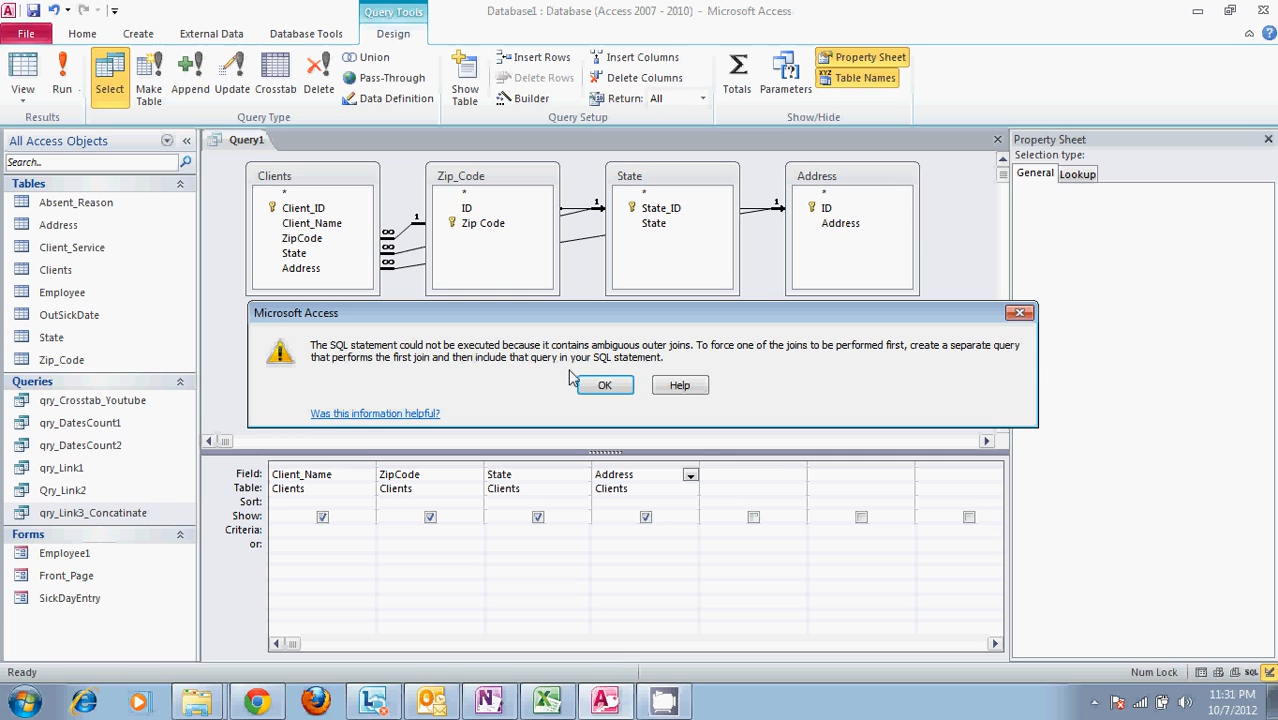 Query Tools
Database1 : Database (Access 2007 - 2010) - Microsoft Access
File Home Create External Data Database Tools Design
View Run Select Make Table Append Update Crosstab Delete
Union
Pass-Through
Data Definition
Show Table
Insert Rows
Delete Rows
Builder
Insert Columns
Delete Columns
Return: All
Totals Parameters
Property Sheet
Table Names
Results Query Type Query Setup Show/Hide
All Access Objects
Search...
Tables
Absent_Reason
Address
Client_Service
Clients
Employee
OutSickDate
State
Zip_Code
Queries
qry_Crosstab_Youtube
qry_DatesCount1
qry_DatesCount2
qry_Link1
Qry_Link2
qry_Link3_Concatinate
Forms
Employee1
Front_Page
SickDayEntry
Query1
Clients
*
Client_ID
Client_Name
ZipCode
State
Address
Zip_Code
*
ID
Zip Code
State
*
State_ID
State
Address
*
ID
Address
1 1 1
∞
∞
∞
Microsoft Access
The SQL statement could not be executed because it contains ambiguous outer joins. To force one of the joins to be performed first, create a separate query
that performs the first join and then include that query in your SQL statement.
OK Help
Was this information helpful?
Field: Client_Name ZipCode State Address
Table: Clients Clients Clients Clients
Sort:
Show:
Criteria:
or:
Property Sheet
Selection type:
General Lookup
Ready
Num Lock
SQL
11:31 PM
10/7/2012